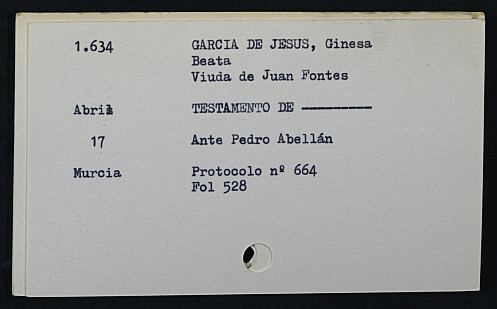 1.634 GARCIA DE JESUS, Ginesa
Beata
Viuda de Juan Fontes
Abril TESTAMENTO DE ----------
17 Ante Pedro Abellán
Murcia Protocolo nº 664
Fol 528